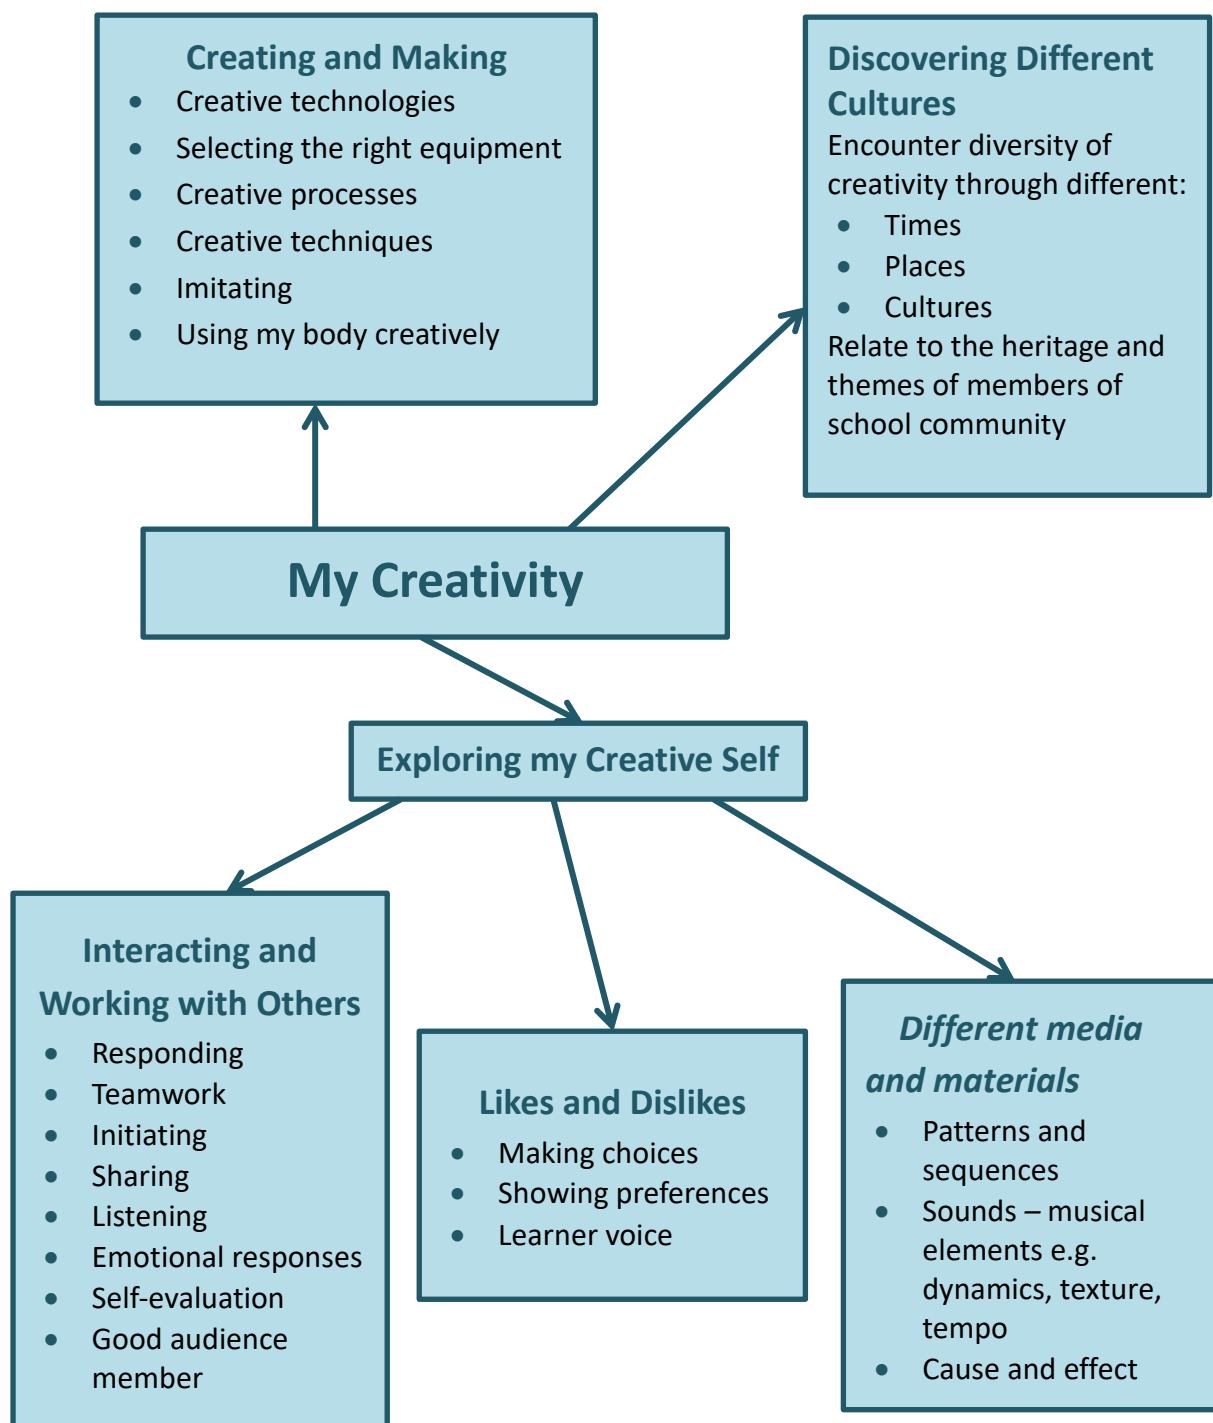 Creating and Making
• Creative technologies
• Selecting the right equipment
• Creative processes
• Creative techniques
• Imitating
• Using my body creatively
Discovering Different
Cultures
Encounter diversity of
creativity through different:
• Times
• Places
• Cultures
Relate to the heritage and
themes of members of
school community
My Creativity
Exploring my Creative Self
Interacting and
Working with Others
• Responding
• Teamwork
• Initiating
• Sharing
• Listening
• Emotional responses
• Self-evaluation
• Good audience
member
Likes and Dislikes
• Making choices
• Showing preferences
• Learner voice
Different media
and materials
• Patterns and
sequences
• Sounds – musical
elements e.g.
dynamics, texture,
tempo
• Cause and effect